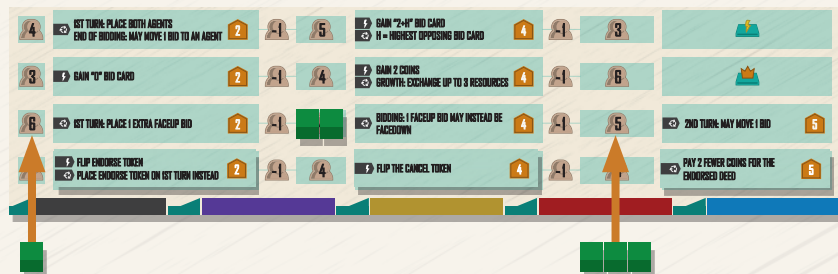 4 1ST TURN: PLACE BOTH AGENTS 2 -1 5 GAIN "2+H" BID CARD 4 -1 3
END OF BIDDING: MAY MOVE 1 BID TO AN AGENT H = HIGHEST OPPOSING BID CARD
3 GAIN "0" BID CARD 2 -1 4 GAIN 2 COINS 4 -1 6
GROWTH: EXCHANGE UP TO 3 RESOURCES
6 1ST TURN: PLACE 1 EXTRA FACEUP BID 2 -1 BIDDING: 1 FACEUP BID MAY INSTEAD BE 4 -1 5 2ND TURN: MAY MOVE 1 BID 5
FACEDOWN
FLIP ENDORSE TOKEN 2 -1 4 FLIP THE CANCEL TOKEN 4 -1 PAY 2 FEWER COINS FOR THE 5
PLACE ENDORSE TOKEN ON 1ST TURN INSTEAD ENDORSED DEED